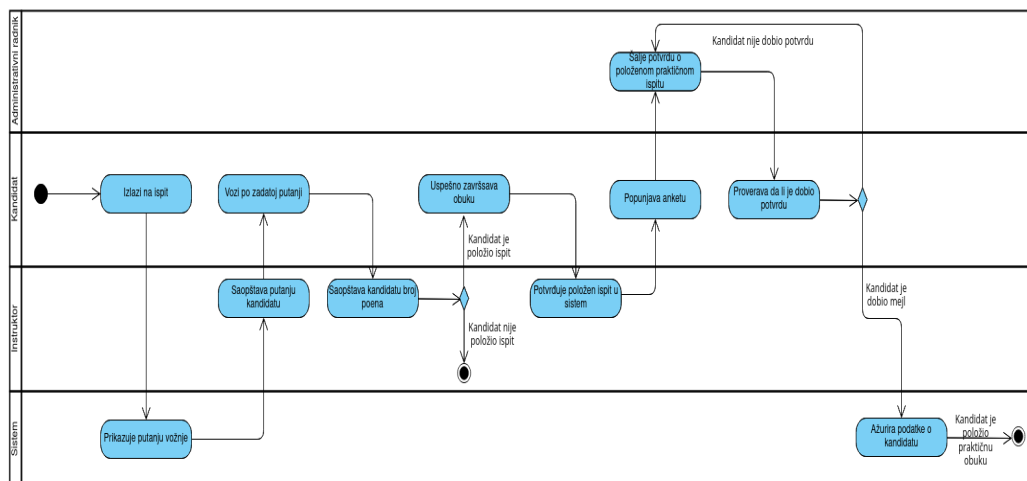 Administrativni radnik
Kandidat nije dobio potvrdu
Šalje potvrdu o
položenom praktičnom
ispitu
Kandidat
Izlazi na ispit
Vozi po zadatoj putanji
Uspešno završsava
obuku
Popunjava anketu
Proverava da li je dobio
potvrdu
Kandidat je
položio ispit
Instruktor
Saopštava putanju
kandidatu
Saopštava kandidatu broj
poena
Potvrđuje položen ispit u
sistem
Kandidat je
dobio mejl
Kandidat nije
položio ispit
Sistem
Prikazuje putanju vožnje
Ažurira podatke o
kandidatu
Kandidat je
položio
praktičnu
obuku